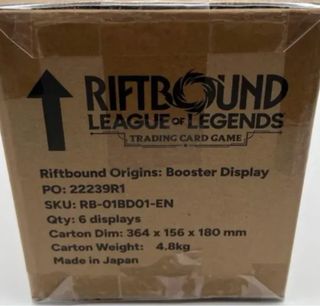 RIFTBOUND
LEAGUE OF LEGENDS
TRADING CARD GAME
Riftbound Origins: Booster Display
PO: 22239R1
SKU: RB-01BD01-EN
Qty: 6 displays
Carton Dim: 364 x 156 x 180 mm
Carton Weight: 4.8kg
Made in Japan